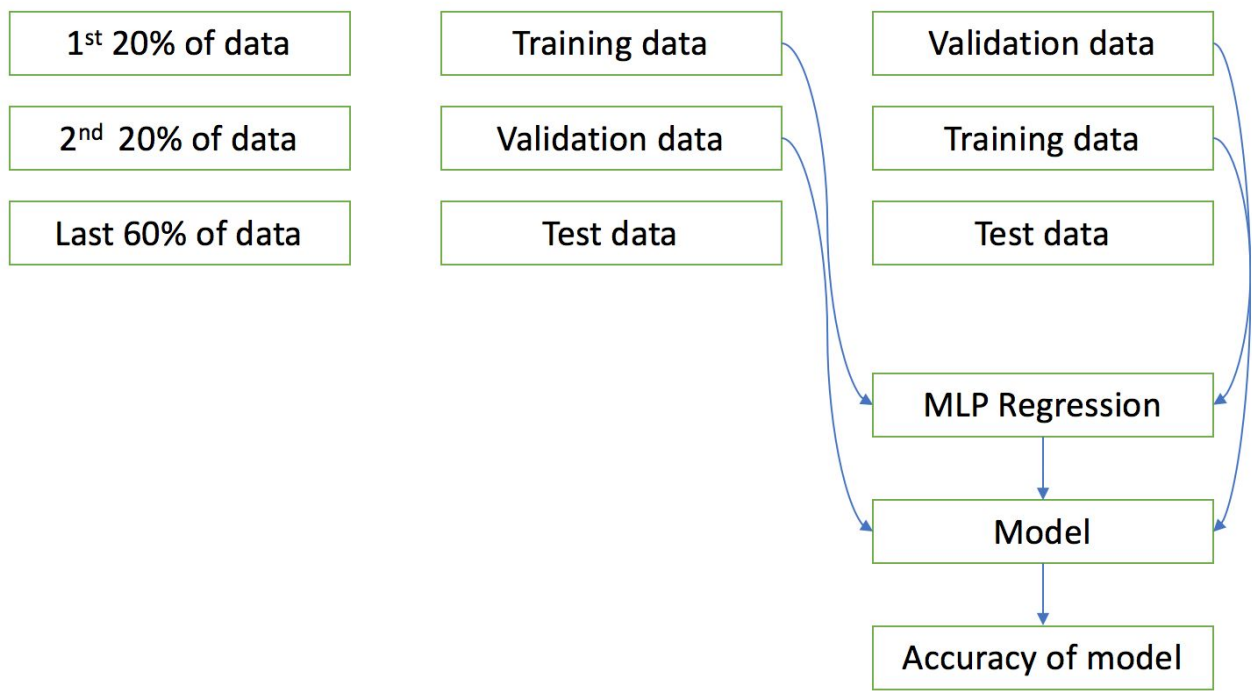 1st 20% of data
Training data
Validation data
2nd 20% of data
Validation data
Training data
Last 60% of data
Test data
Test data
MLP Regression
Model
Accuracy of model